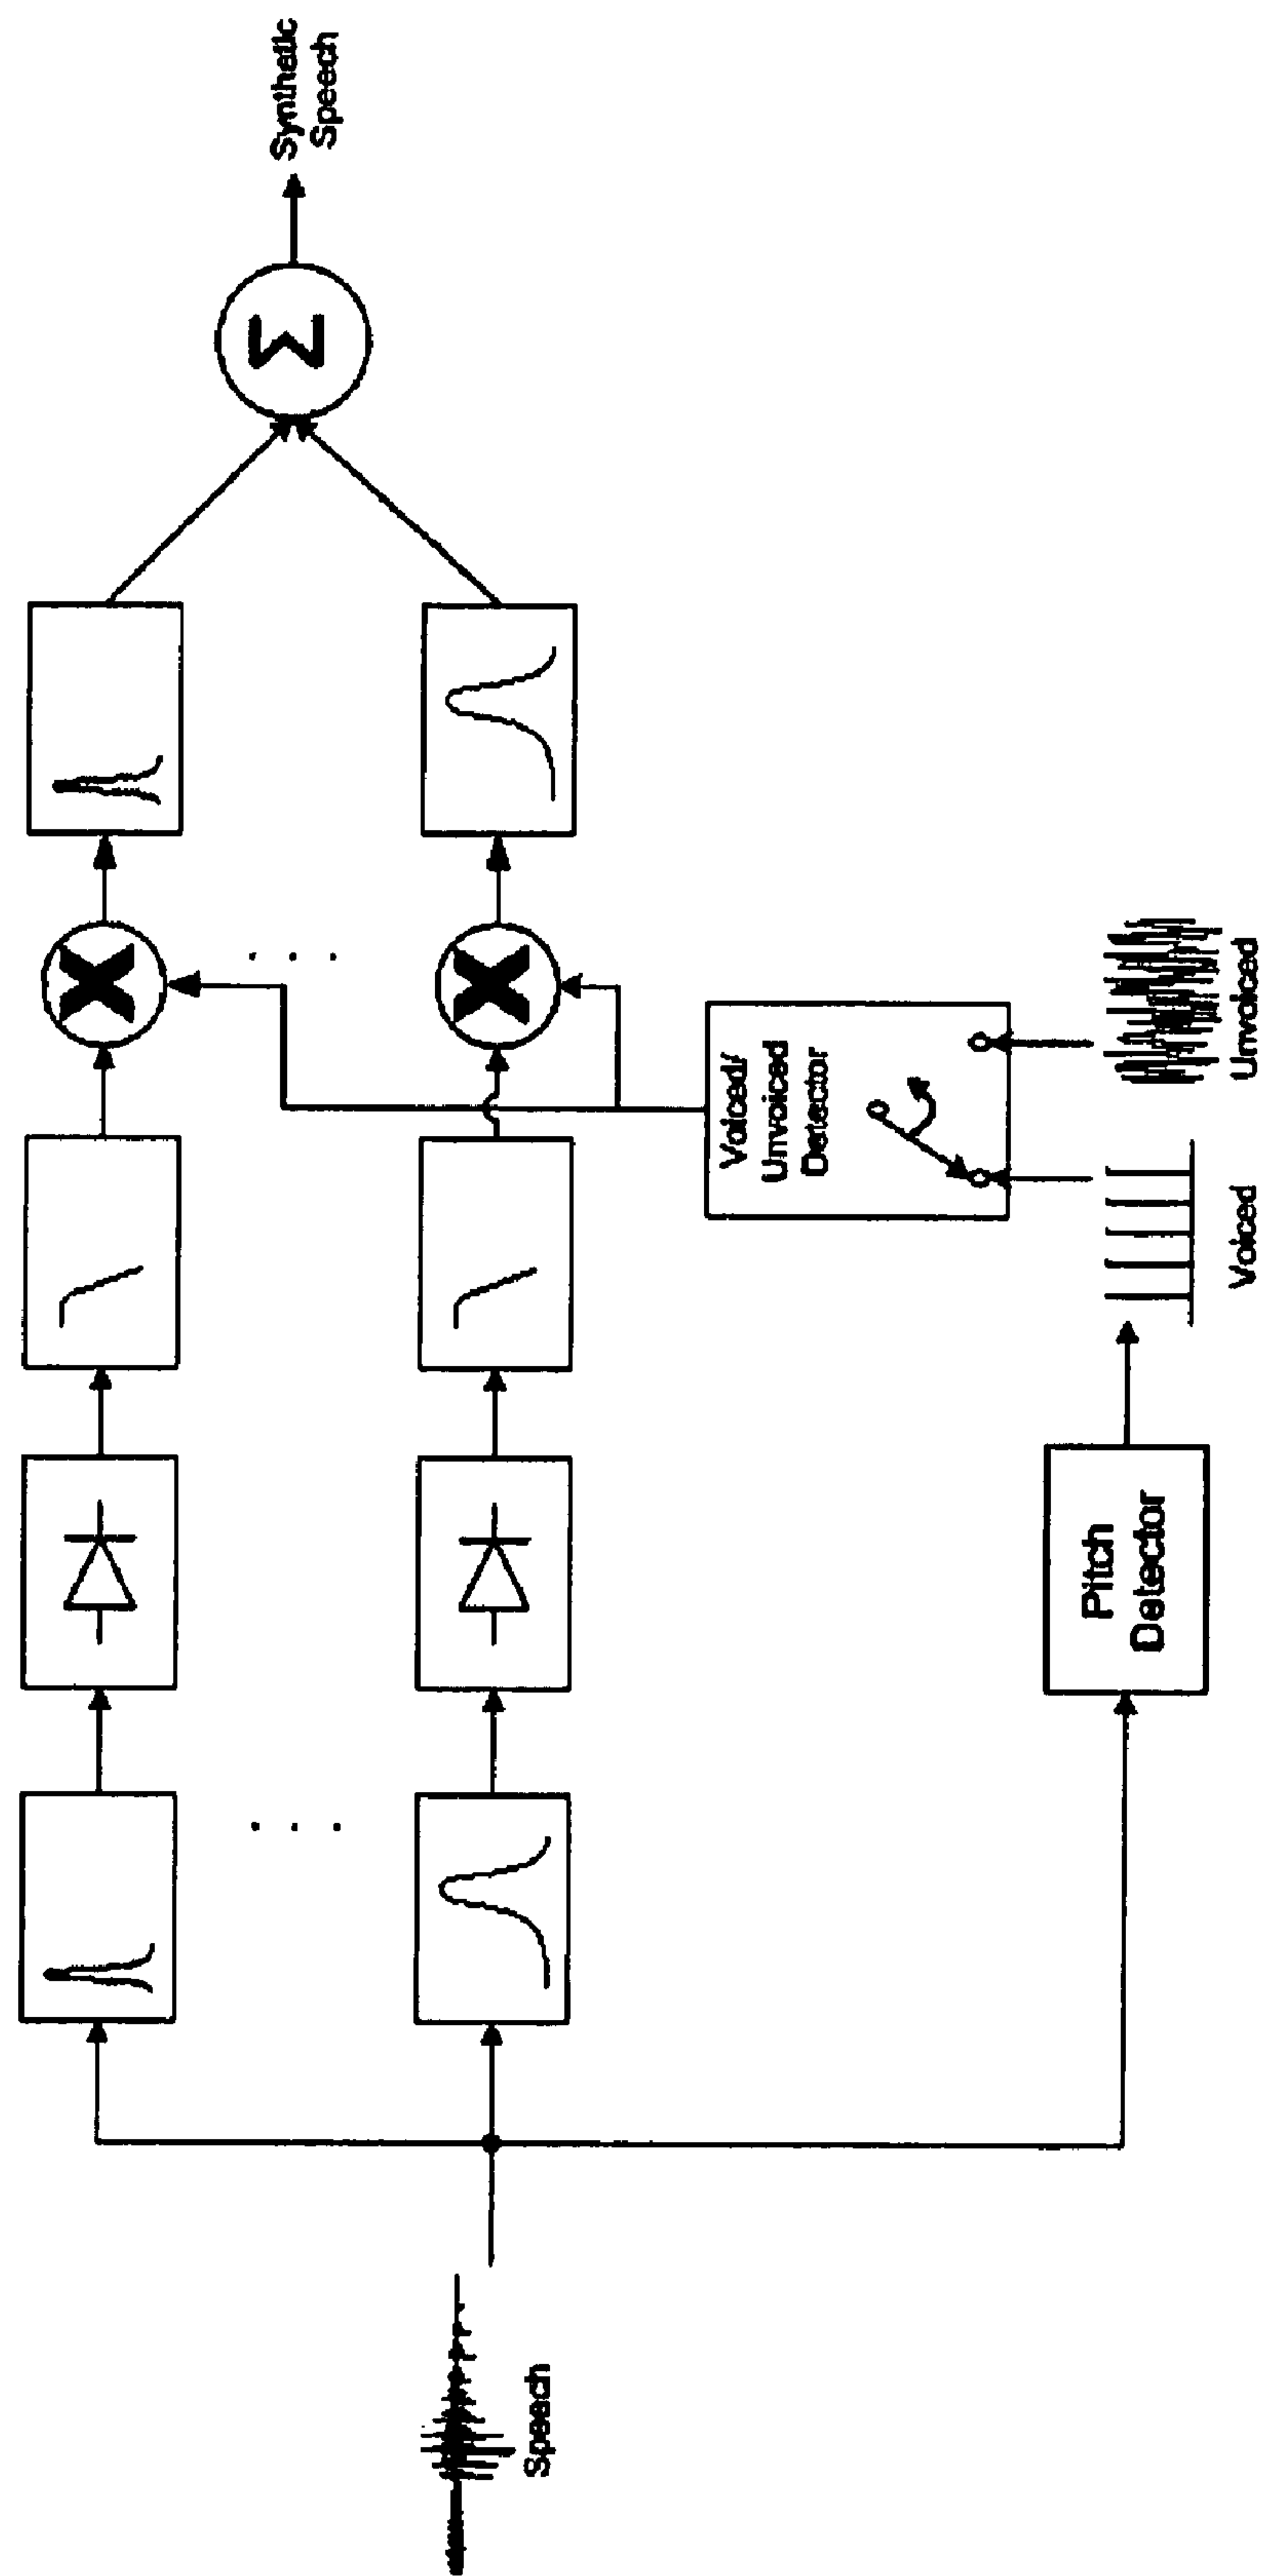 Speech
Pitch
Detector
Voiced/
Unvoiced
Detector
Voiced
Unvoiced
Σ
Synthetic
Speech